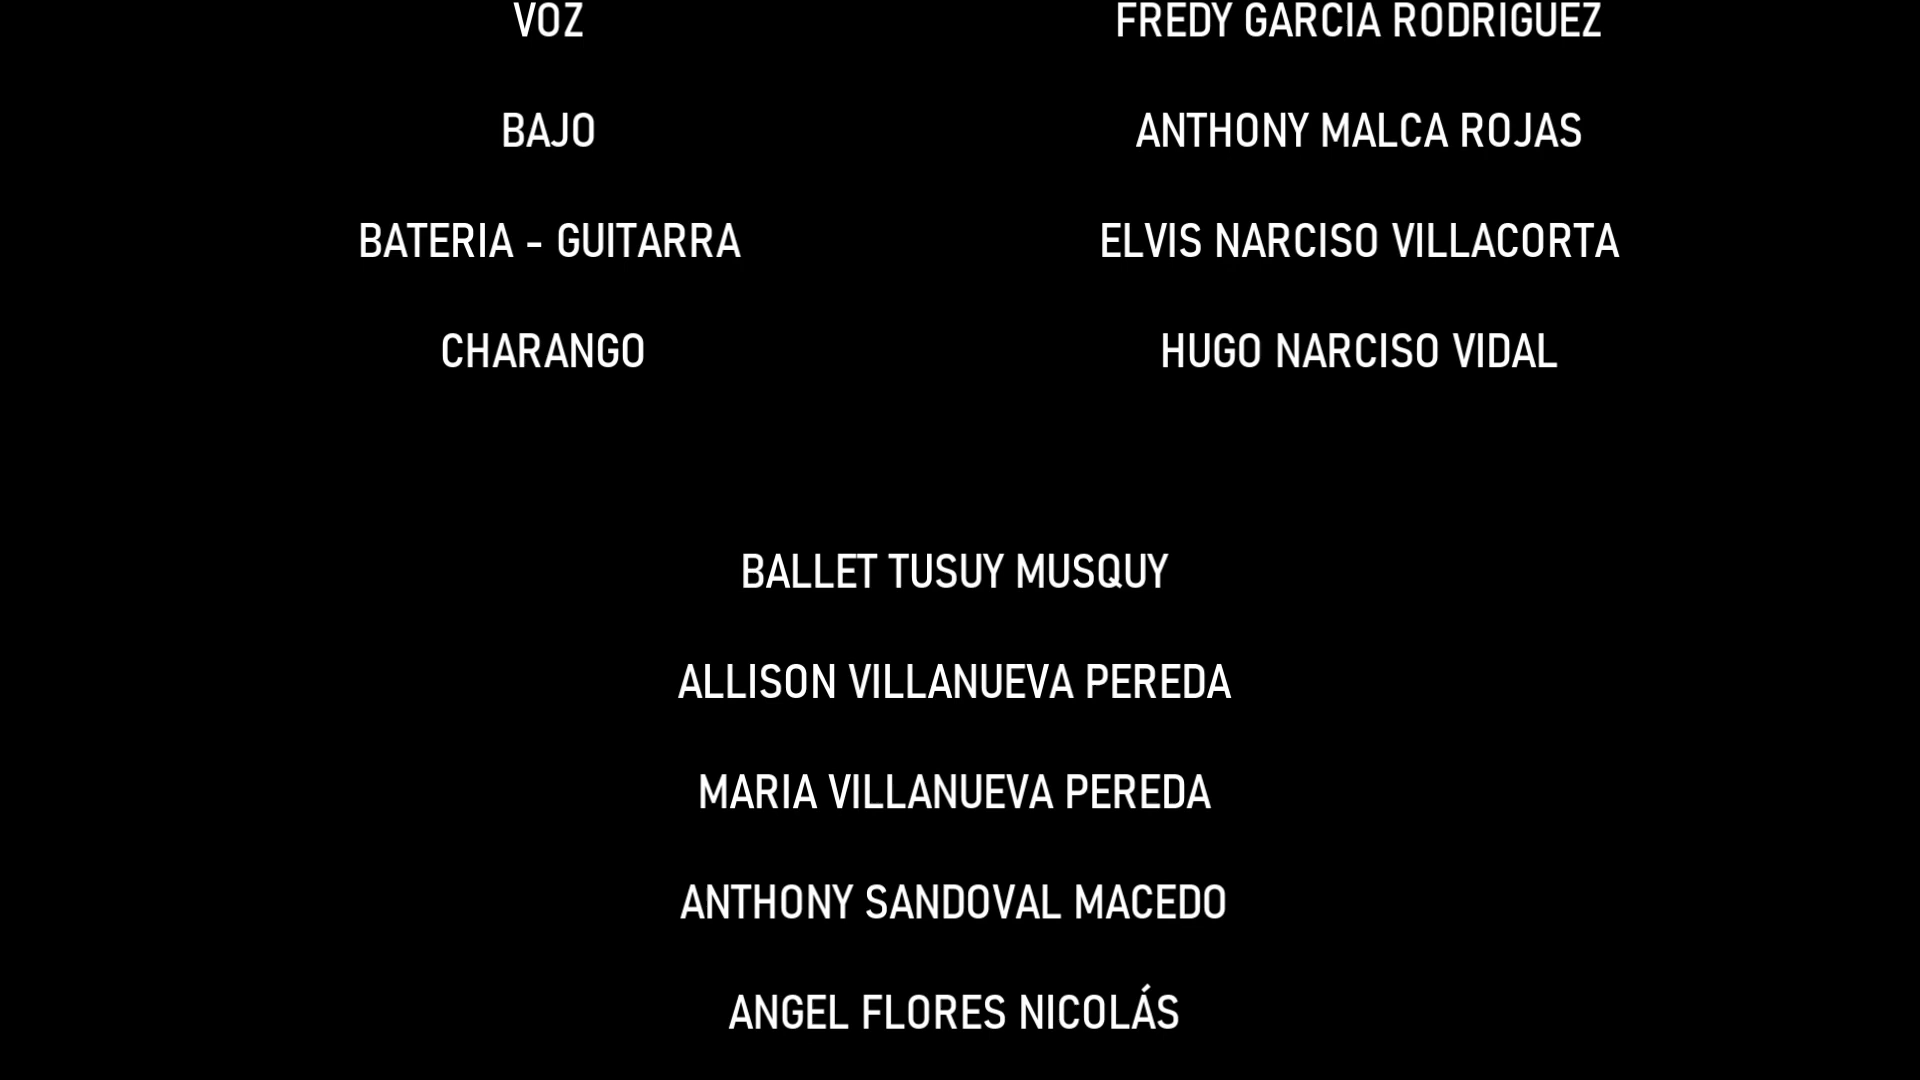 VOZ FREDY GARCIA RODRIGUEZ
BAJO ANTHONY MALCA ROJAS
BATERIA - GUITARRA ELVIS NARCISO VILLACORTA
CHARANGO HUGO NARCISO VIDAL
BALLET TUSUY MUSQUY
ALLISON VILLANUEVA PEREDA
MARIA VILLANUEVA PEREDA
ANTHONY SANDOVAL MACEDO
ANGEL FLORES NICOLÁS